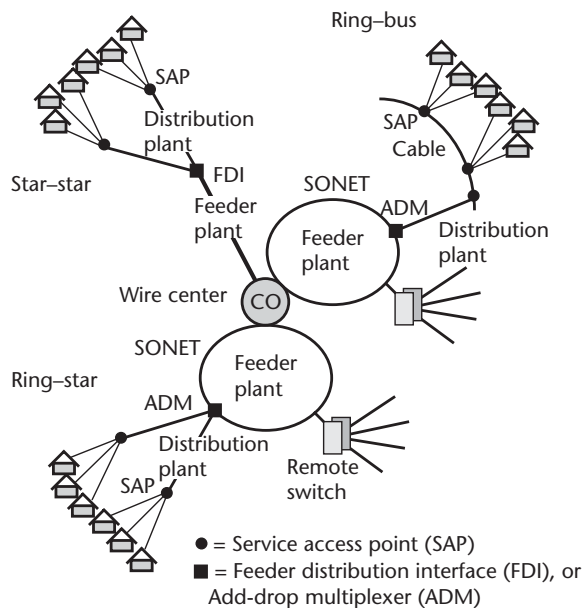 Ring–bus
SAP
Distribution
plant
Star–star
FDI
Feeder
plant
SAP
Cable
SONET
ADM
Feeder
plant
Distribution
plant
Wire center
CO
SONET
Feeder
plant
Ring–star
ADM
Distribution
plant
SAP
Remote
switch
= Service access point (SAP)
= Feeder distribution interface (FDI), or
Add-drop multiplexer (ADM)